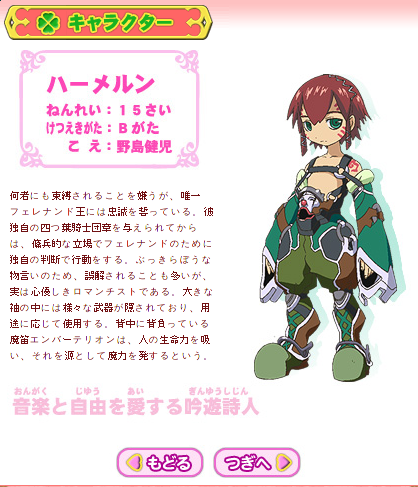 キャラクター
ハーメルン
ねんれい：１５さい
けつえきがた：Ｂがた
こえ：野島健児
何者にも束縛されることを嫌うが、唯一
フェレナンド王には忠誠を誓っている。彼
独自の四つ葉騎士団章を与えられてから
は、傭兵的な立場でフェレナンドのために
独自の判断で行動をする。ぶっきらぼうな
物言いのため、誤解されることも多いが、
実は心優しきロマンチストである。大きな
袖の中には様々な武器が隠されており、用
途に応じて使用する。背中に背負っている
魔笛エンバーテリオンは、人の生命力を吸
い、それを源として魔力を発するという。
おんがく じゆう あい ぎんゆうしじん
音楽と自由を愛する吟遊詩人
もどる
つぎへ